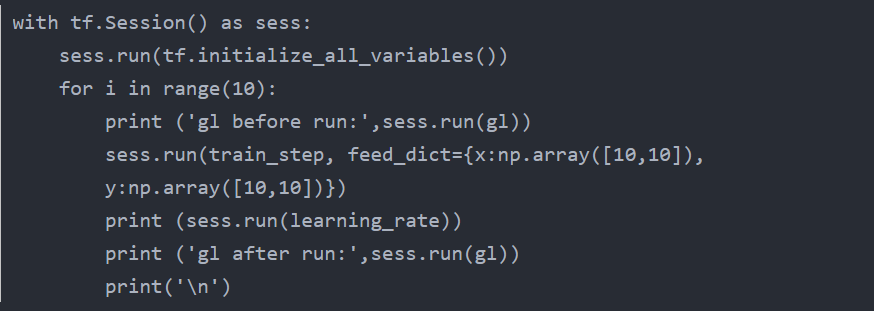 with tf.Session() as sess:
    sess.run(tf.initialize_all_variables())
    for i in range(10):
        print ('gl before run:',sess.run(gl))
        sess.run(train_step, feed_dict={x:np.array([10,10]),
        y:np.array([10,10])})
        print (sess.run(learning_rate))
        print ('gl after run:',sess.run(gl))
        print('\n')